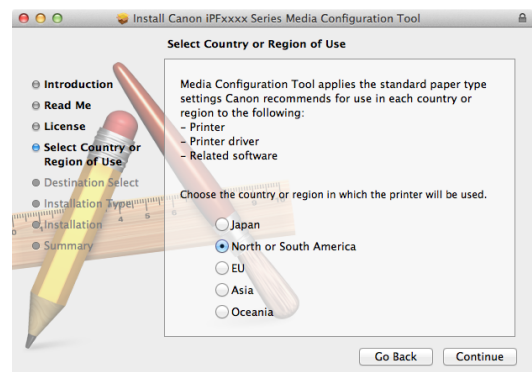 Install Canon iPFxxxx Series Media Configuration Tool
Select Country or Region of Use
Introduction
Read Me
License
Select Country or
Region of Use
Destination Select
Installation Type
Installation
Summary
Media Configuration Tool applies the standard paper type
settings Canon recommends for use in each country or
region to the following:
- Printer
- Printer driver
- Related software
Choose the country or region in which the printer will be used.
Japan
North or South America
EU
Asia
Oceania
4 5 6
Go Back
Continue